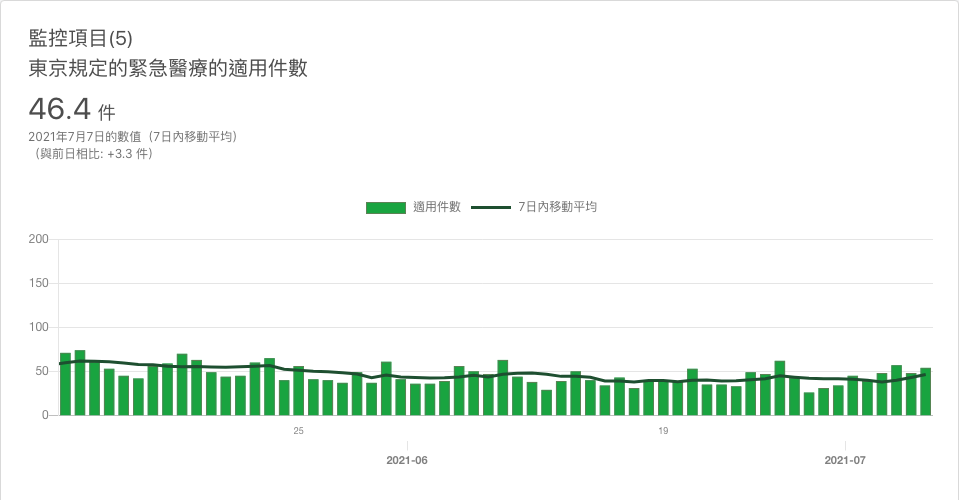 監控項目(5)
東京規定的緊急醫療的適用件數
46.4 件
2021年7月7日的數值（7日內移動平均）
（與前日相比: +3.3 件）
適用件數 7日內移動平均
200
150
100
50
0
25 19
2021-06 2021-07